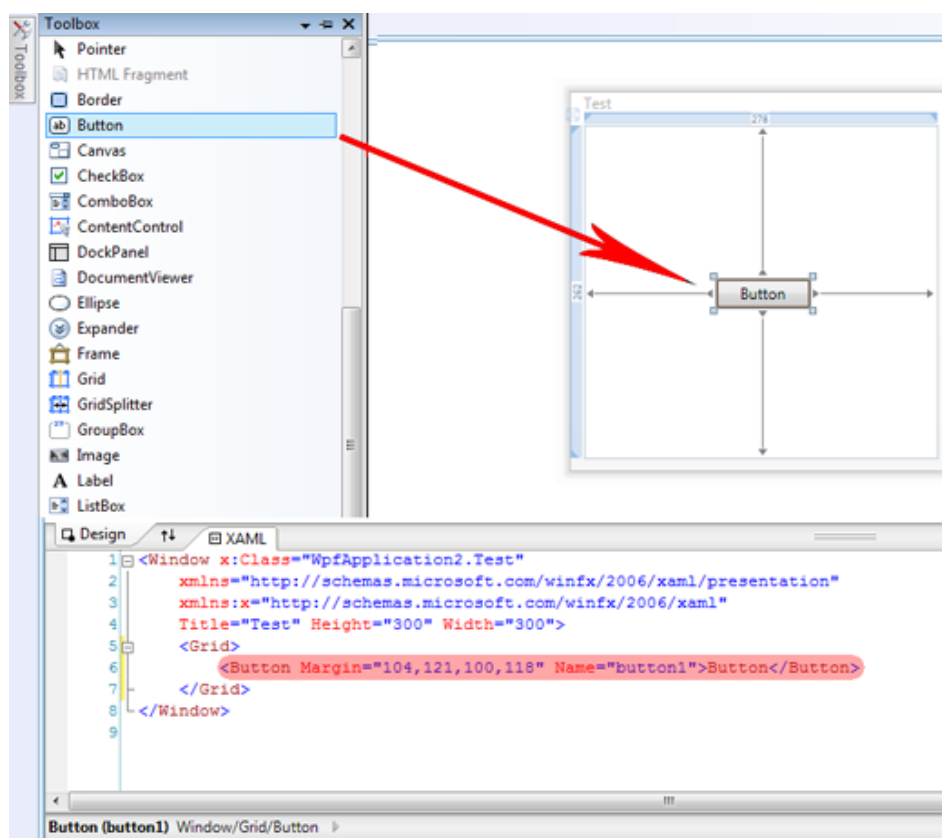 Toolbox
Toolbox
Pointer
HTML Fragment
Border
Button
Canvas
CheckBox
ComboBox
ContentControl
DockPanel
DocumentViewer
Ellipse
Expander
Frame
Grid
GridSplitter
GroupBox
Image
Label
ListBox
Test
278
262
Button
Design
XAML
1 <Window x:Class="WpfApplication2.Test"
2 xmlns="http://schemas.microsoft.com/winfx/2006/xaml/presentation"
3 xmlns:x="http://schemas.microsoft.com/winfx/2006/xaml"
4 Title="Test" Height="300" Width="300">
5 <Grid>
6 <Button Margin="104,121,100,118" Name="button1">Button</Button>
7 </Grid>
8 </Window>
9
Button (button1) Window/Grid/Button